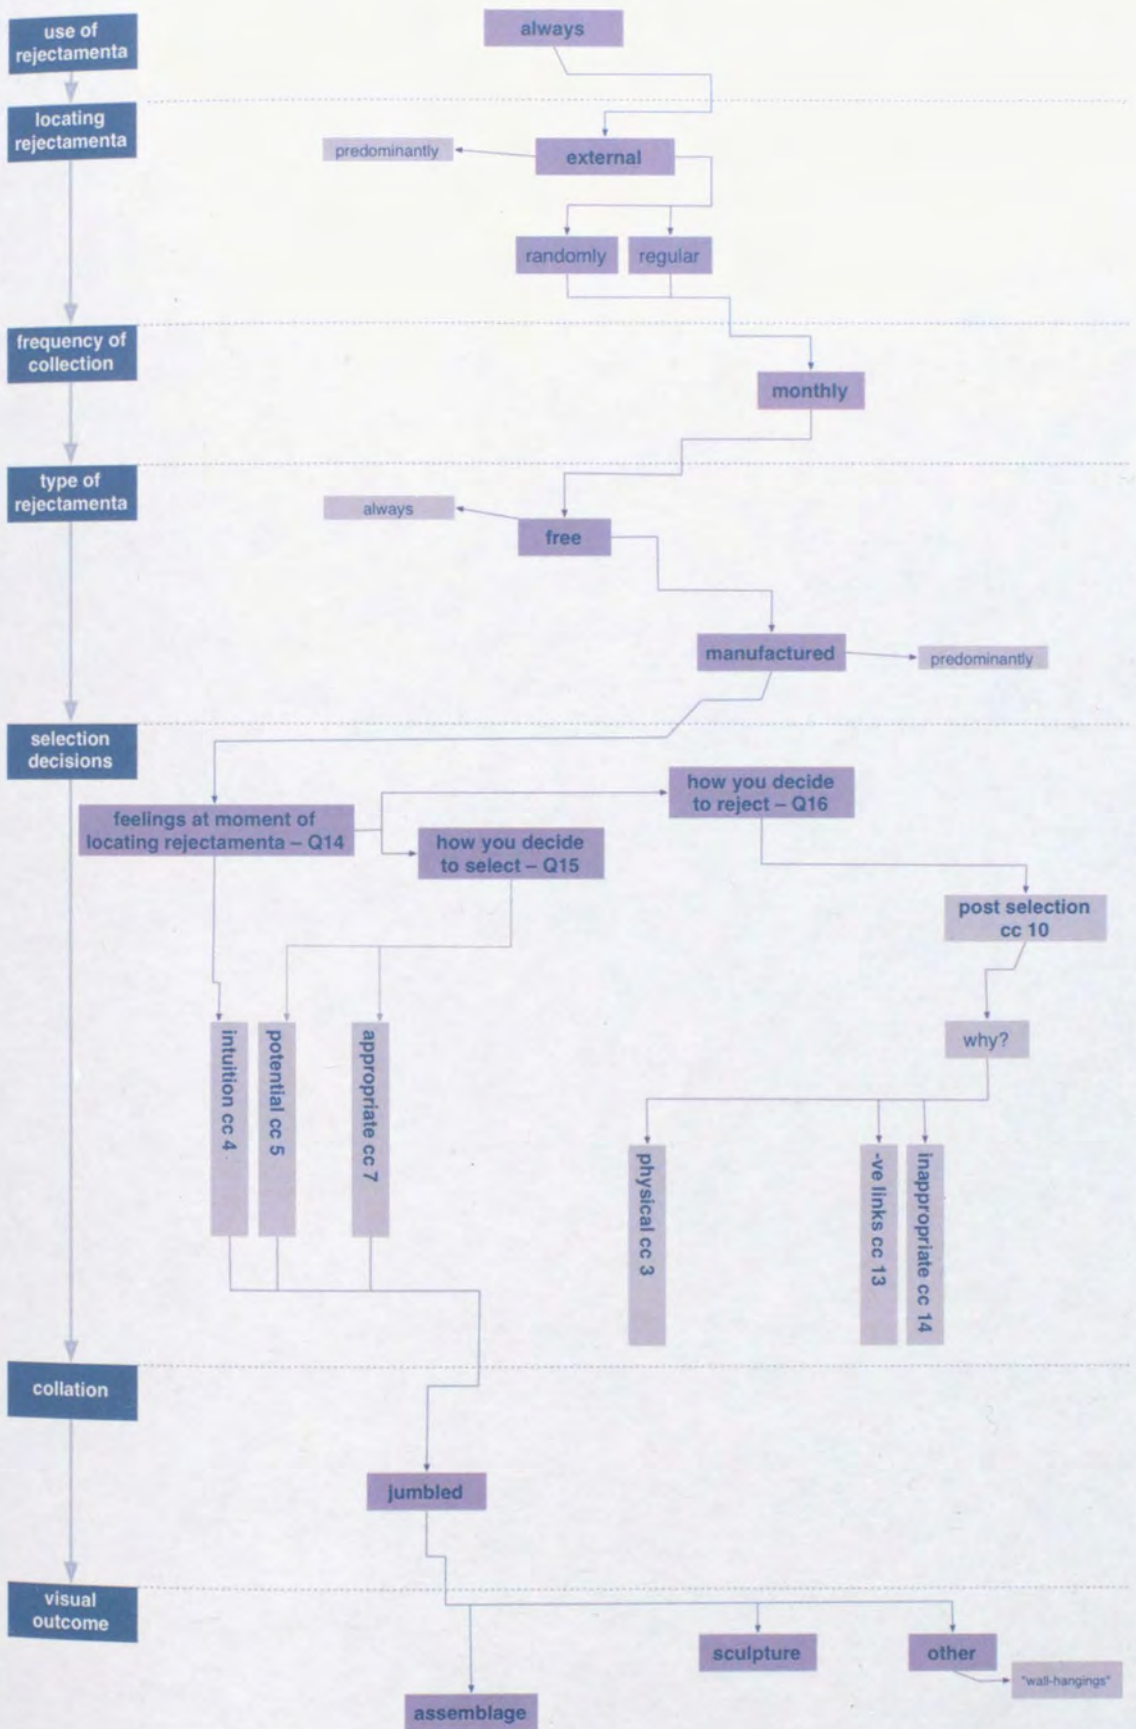 use of
rejectamenta
always
locating
rejectamenta
predominantly
external
randomly
regular
frequency of
collection
monthly
type of
rejectamenta
always
free
manufactured
predominantly
selection
decisions
feelings at moment of
locating rejectamenta – Q14
how you decide
to select – Q15
how you decide
to reject – Q16
post selection
cc 10
why?
intuition cc 4
potential cc 5
appropriate cc 7
physical cc 3
-ve links cc 13
inappropriate cc 14
collation
jumbled
visual
outcome
assemblage
sculpture
other
"wall-hangings"